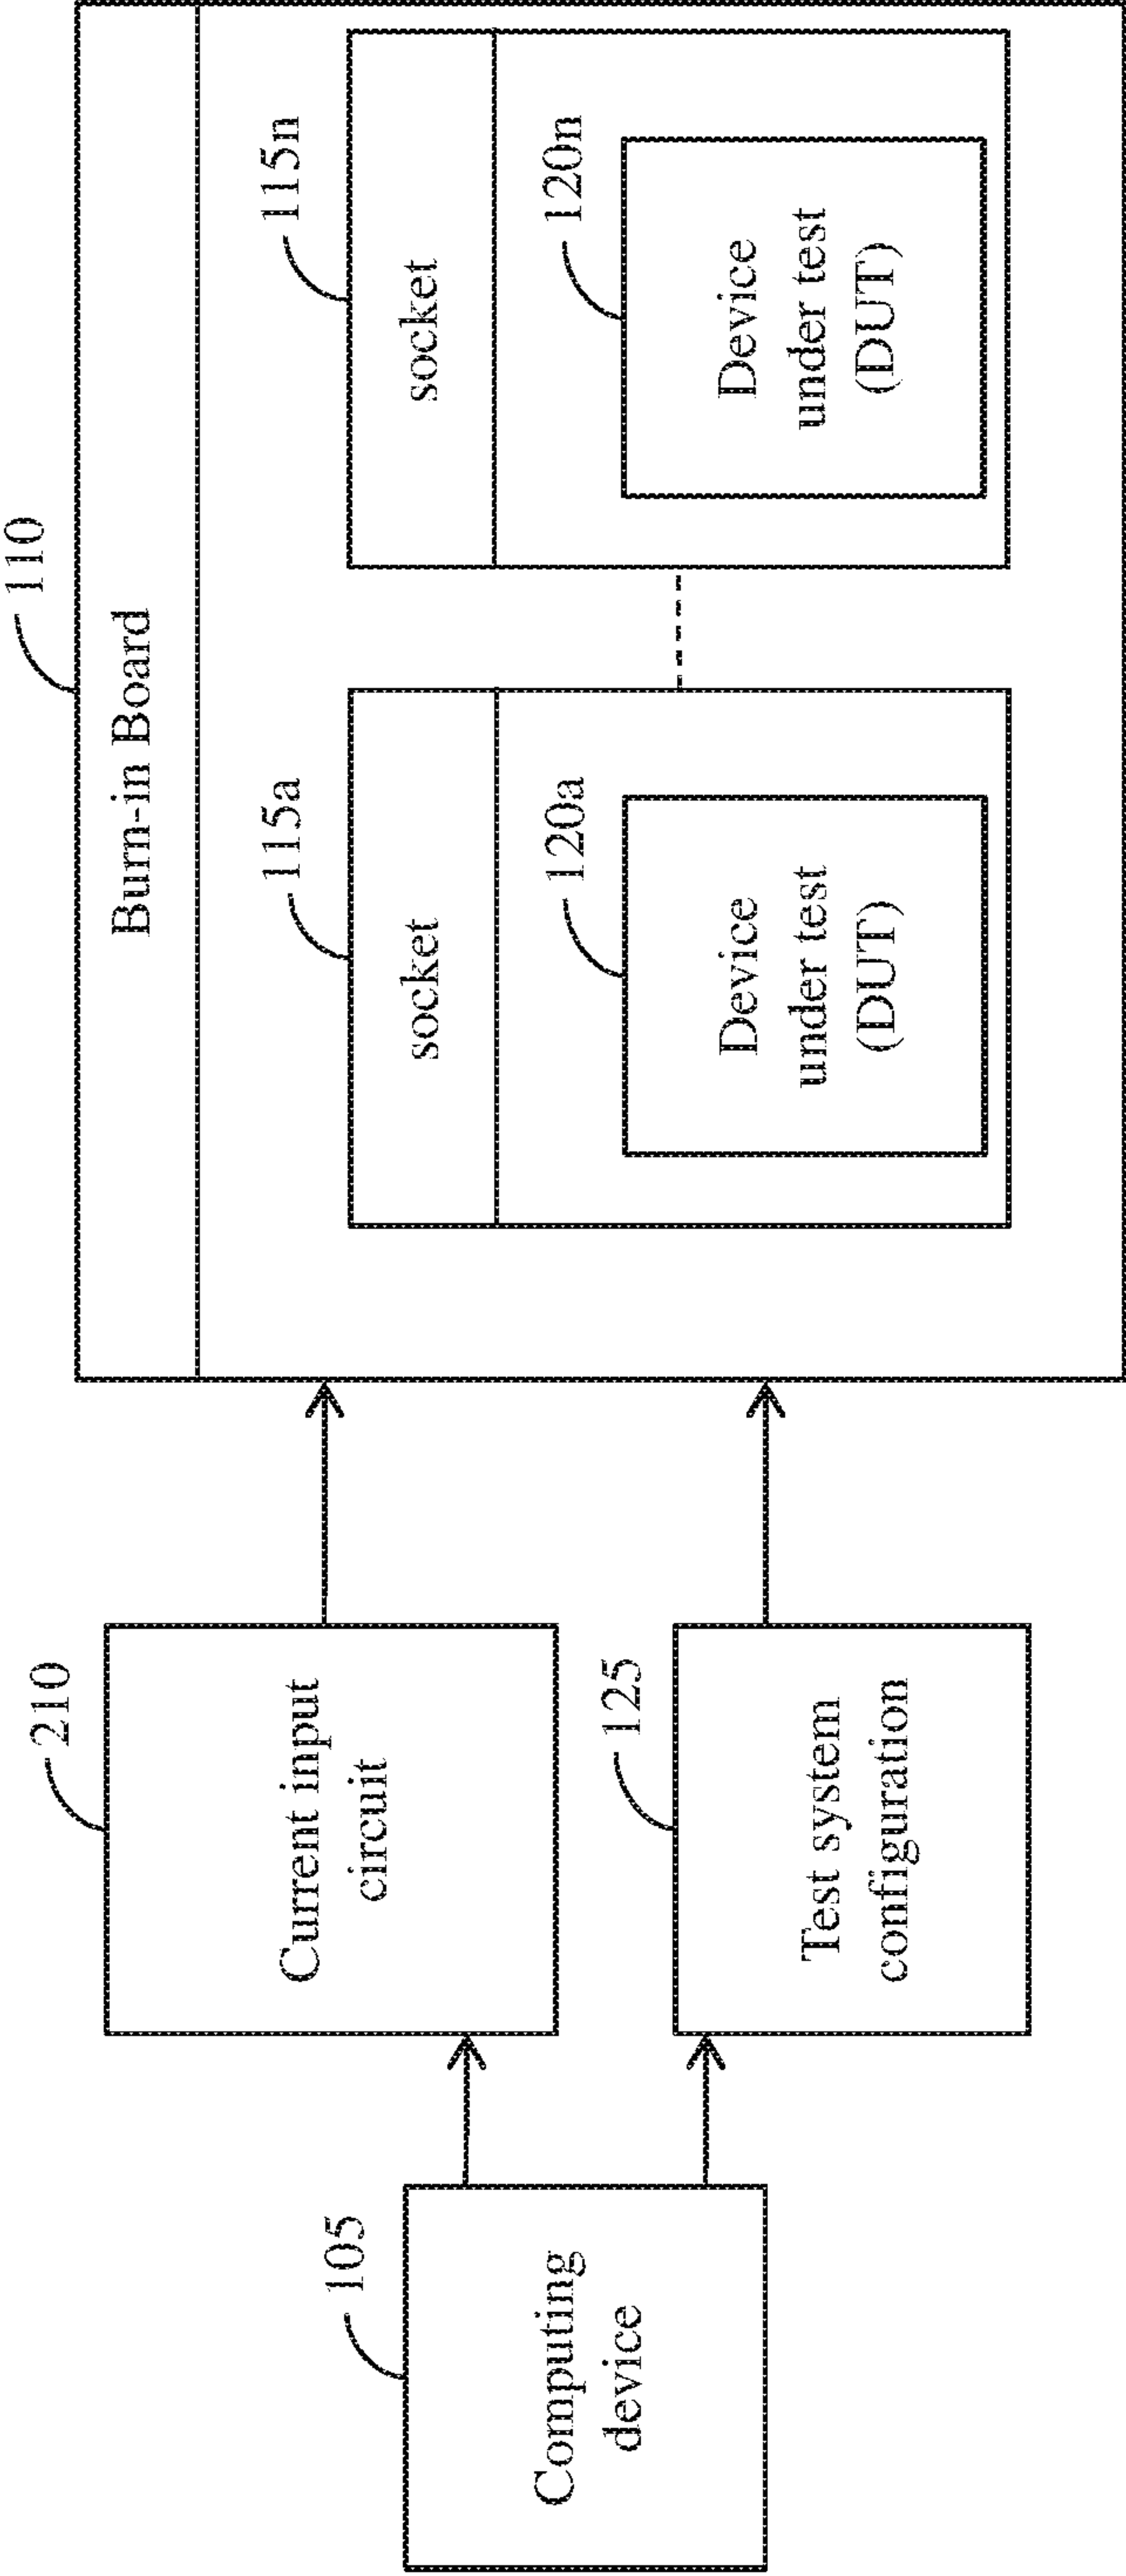 110
Burn-in Board
115a
socket
120a
Device
under test
(DUT)
115n
socket
120n
Device
under test
(DUT)
210
Current input
circuit
125
Test system
configuration
105
Computing
device